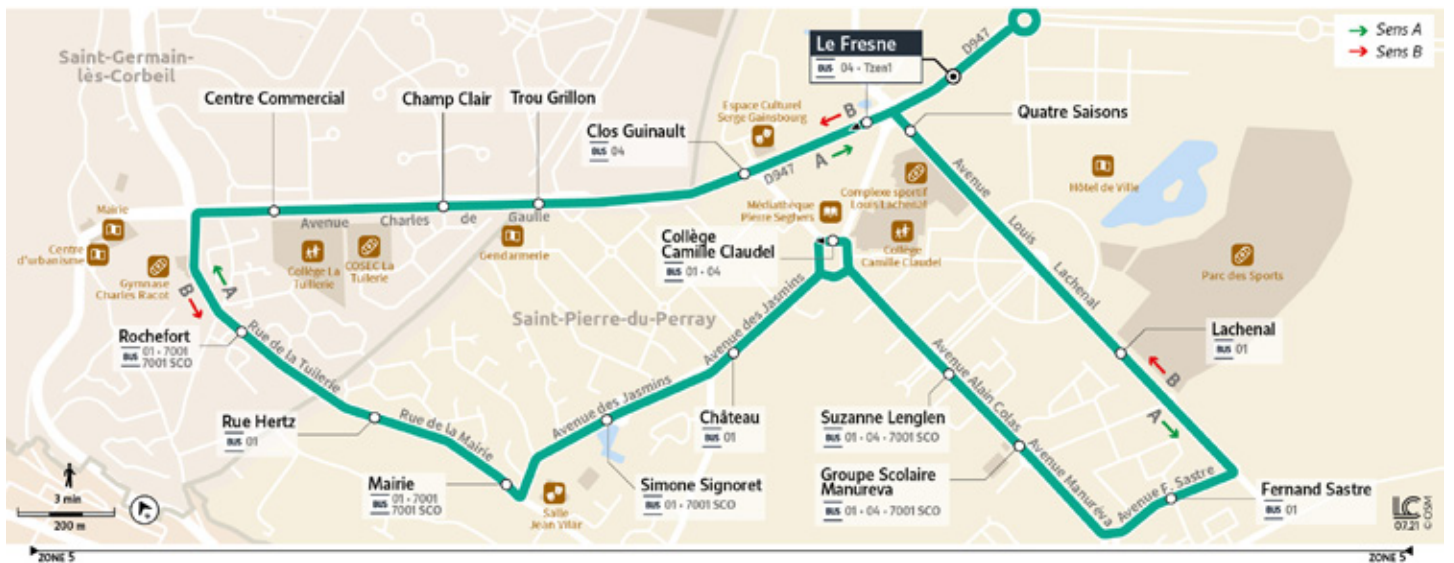 Saint-Germain-
lès-Corbeil
Centre Commercial
Champ Clair
Trou Grillon
Espace Culturel
Serge Gainsbourg
Le Fresne
BUS 04 • Tzen1
D947
→ Sens A
→ Sens B
B
Clos Guinault
BUS 04
A
D947
Quatre Saisons
Mairie
Centre
d'urbanisme
Gymnase
Charles Racot
Avenue Charles de Gaulle
Collège La
Tuilerie
COSEC La
Tuilerie
Gendarmerie
Médiathèque
Pierre Seghers
Complexe sportif
Louis Lachenal
Collège
Camille Claudel
BUS 01 • 04
Collège
Camille Claudel
Avenue Louis Lachenal
Hôtel de Ville
Parc des Sports
B
A
Saint-Pierre-du-Perray
Rochefort
BUS 01 • 7001
7001 SCO
Rue de la Tuilerie
Avenue des Jasmins
Lachenal
BUS 01
B
A
Rue Hertz
BUS 01
Rue de la Mairie
Avenue des Jasmins
Château
BUS 01
Suzanne Lenglen
BUS 01 • 04 • 7001 SCO
Avenue Alain Colas
Mairie
BUS 01 • 7001
7001 SCO
Salle
Jean Vilar
Simone Signoret
BUS 01 • 7001 SCO
Groupe Scolaire
Manureva
BUS 01 • 04 • 7001 SCO
Avenue Manuréva
Avenue F. Sastre
Fernand Sastre
BUS 01
3 min
200 m
LC
07.21
© OSM
ZONE 5
ZONE 5